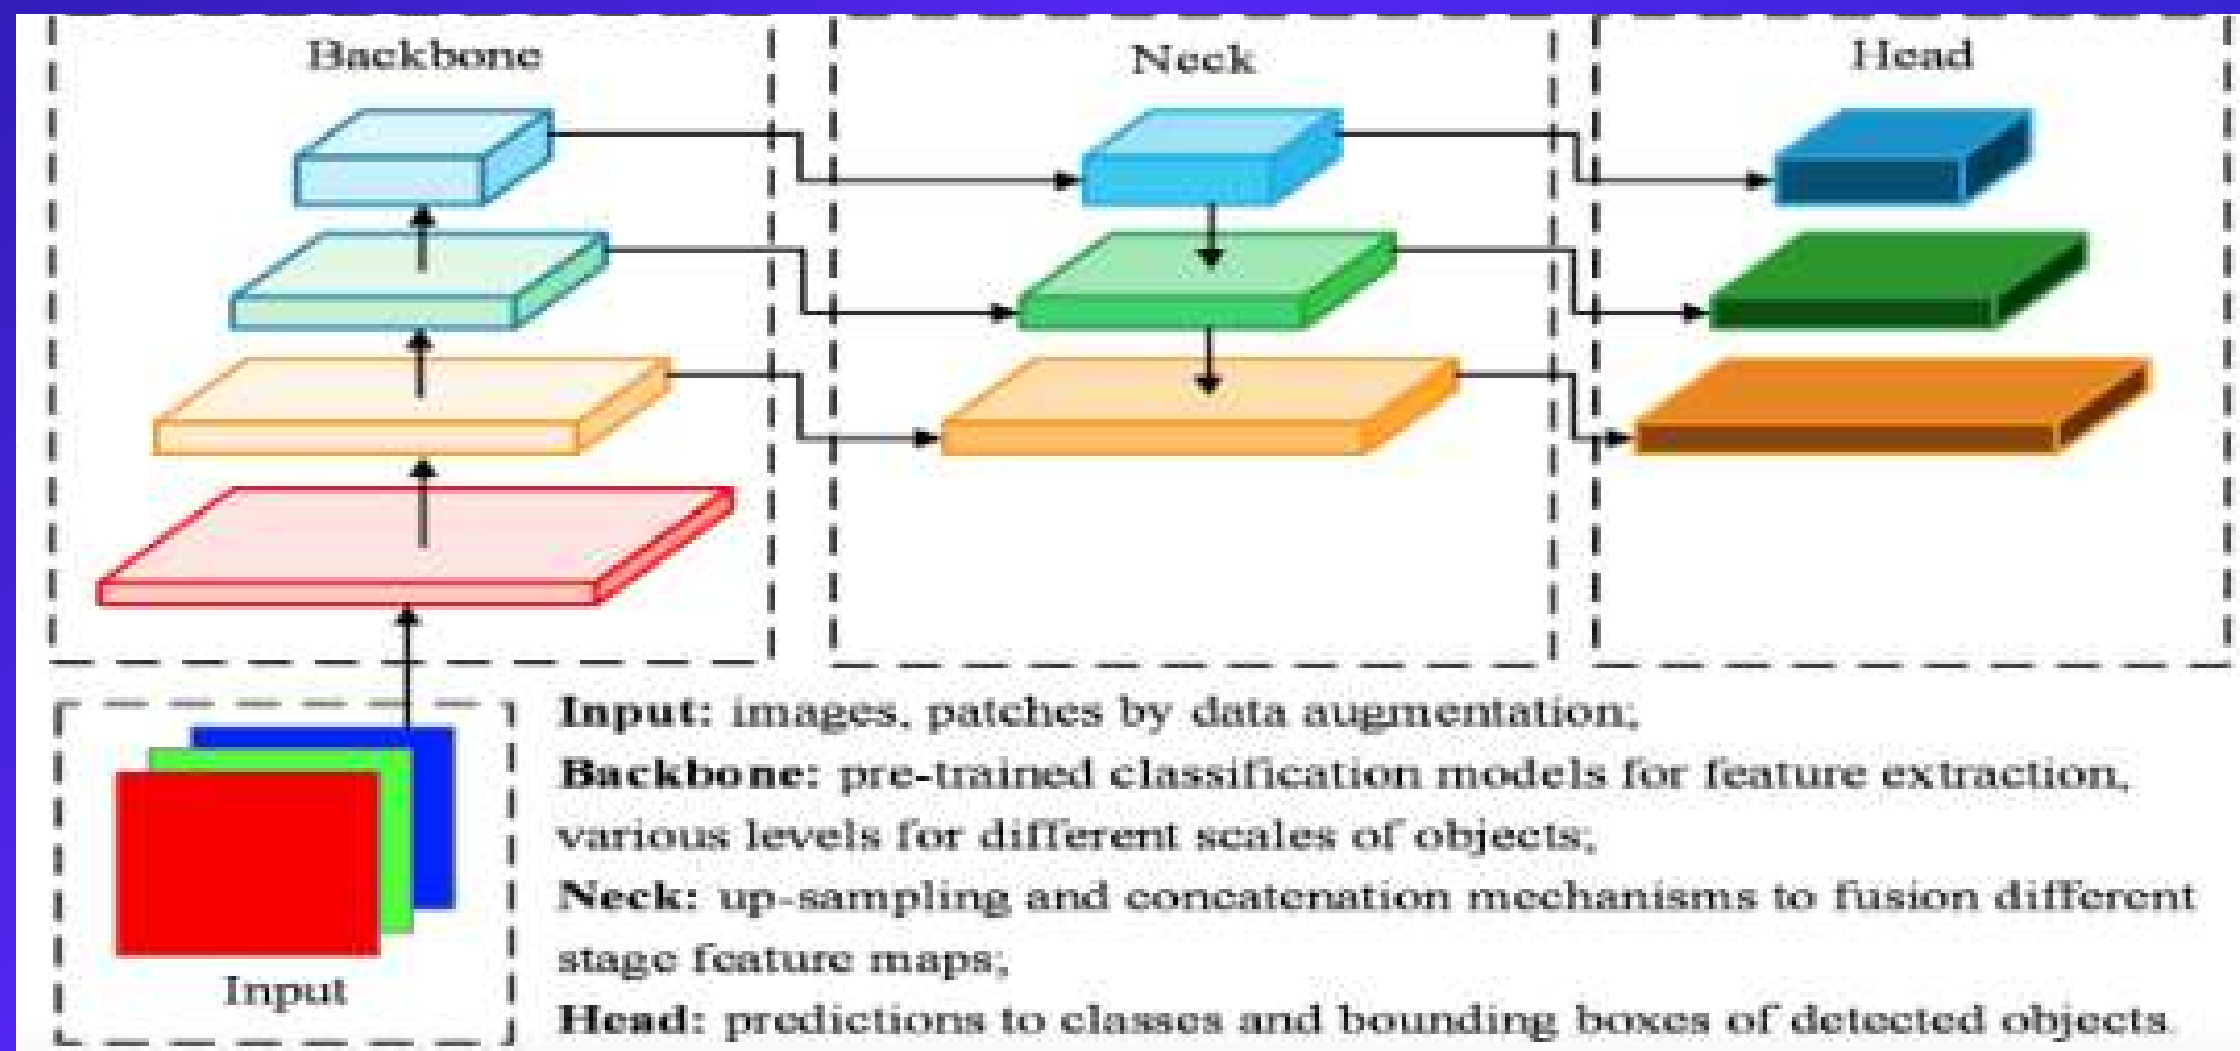 Backbone
Neck
Head
Input
Input: images, patches by data augmentation;
Backbone: pre-trained classification models for feature extraction,
various levels for different scales of objects;
Neck: up-sampling and concatenation mechanisms to fusion different
stage feature maps;
Head: predictions to classes and bounding boxes of detected objects.